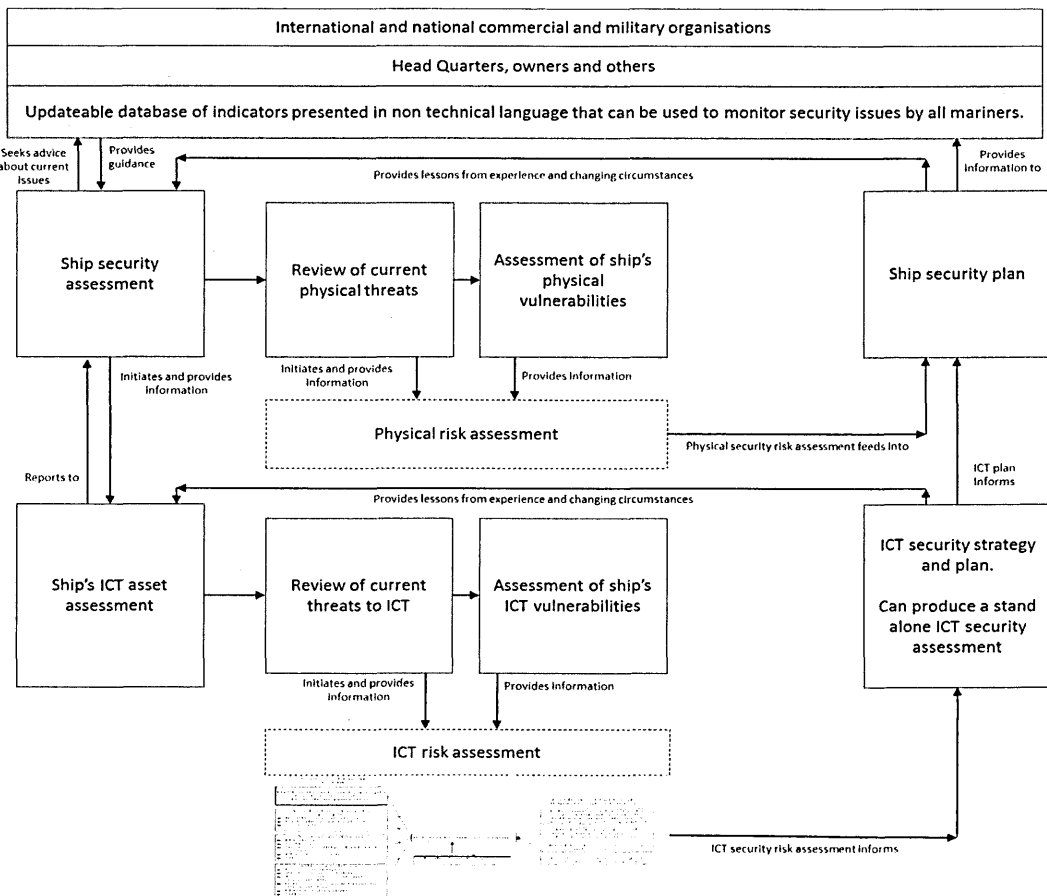 International and national commercial and military organisations
Head Quarters, owners and others
Updateable database of indicators presented in non technical language that can be used to monitor security issues by all mariners.
Seeks advice
about current
issues
Provides
guidance
Provides lessons from experience and changing circumstances
Provides
Information to
Ship security
assessment
Review of current
physical threats
Assessment of ship's
physical
vulnerabilities
Ship security plan
Initiates and provides
Information
Initiates and provides
Information
Provides Information
Physical risk assessment
Physical security risk assessment feeds into
Reports to
ICT plan
Informs
Provides lessons from experience and changing circumstances
Ship's ICT asset
assessment
Review of current
threats to ICT
Assessment of ship's
ICT vulnerabilities
ICT security strategy
and plan.
Can produce a stand
alone ICT security
assessment
Initiates and provides
Information
Provides Information
ICT risk assessment
ICT security risk assessment informs